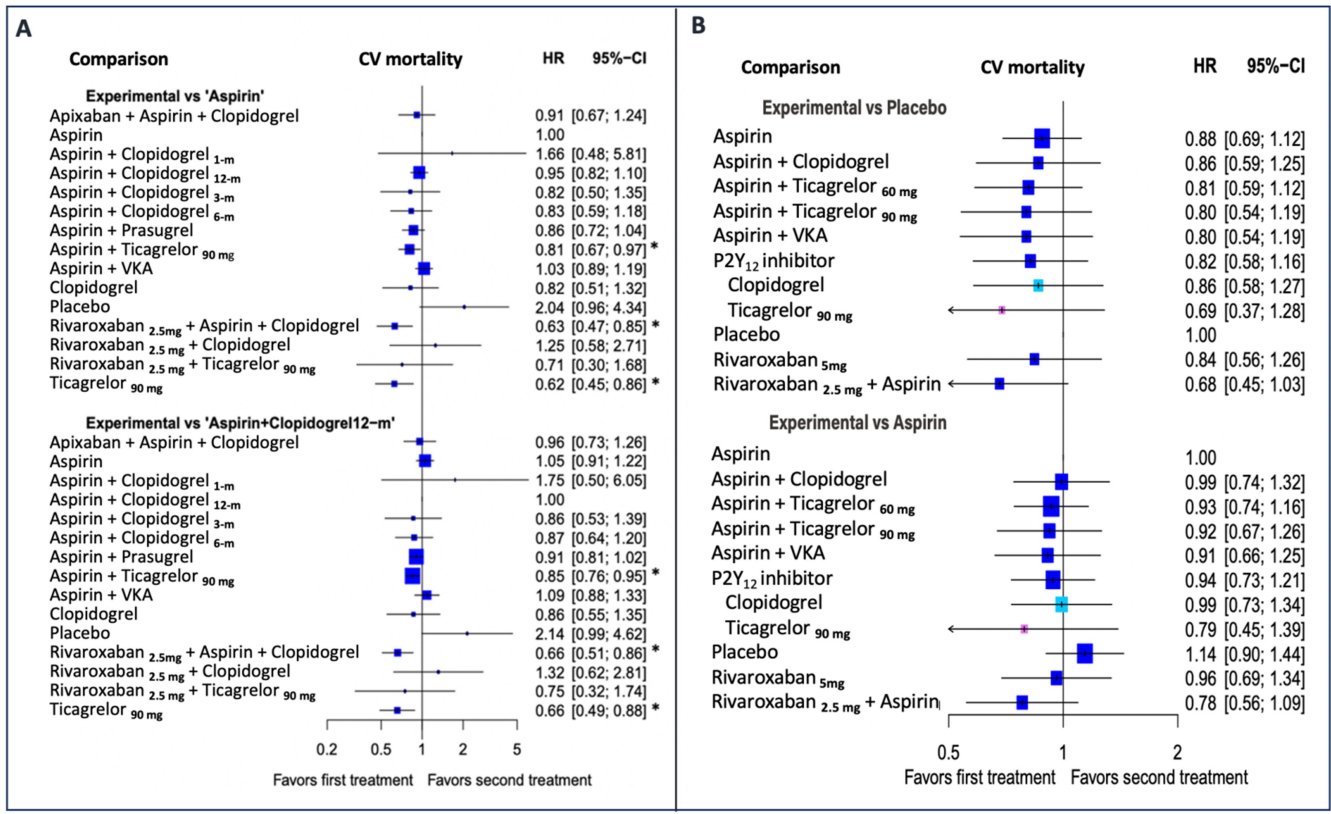 A
Comparison CV mortality HR 95%−CI
Experimental vs 'Aspirin'
Apixaban + Aspirin + Clopidogrel 0.91 [0.67; 1.24]
Aspirin 1.00
Aspirin + Clopidogrel 1-m 1.66 [0.48; 5.81]
Aspirin + Clopidogrel 12-m 0.95 [0.82; 1.10]
Aspirin + Clopidogrel 3-m 0.82 [0.50; 1.35]
Aspirin + Clopidogrel 6-m 0.83 [0.59; 1.18]
Aspirin + Prasugrel 0.86 [0.72; 1.04]
Aspirin + Ticagrelor 90 mg 0.81 [0.67; 0.97] *
Aspirin + VKA 1.03 [0.89; 1.19]
Clopidogrel 0.82 [0.51; 1.32]
Placebo 2.04 [0.96; 4.34]
Rivaroxaban 2.5mg + Aspirin + Clopidogrel 0.63 [0.47; 0.85] *
Rivaroxaban 2.5 mg + Clopidogrel 1.25 [0.58; 2.71]
Rivaroxaban 2.5 mg + Ticagrelor 90 mg 0.71 [0.30; 1.68]
Ticagrelor 90 mg 0.62 [0.45; 0.86] *
Experimental vs 'Aspirin+Clopidogrel12−m'
Apixaban + Aspirin + Clopidogrel 0.96 [0.73; 1.26]
Aspirin 1.05 [0.91; 1.22]
Aspirin + Clopidogrel 1-m 1.75 [0.50; 6.05]
Aspirin + Clopidogrel 12-m 1.00
Aspirin + Clopidogrel 3-m 0.86 [0.53; 1.39]
Aspirin + Clopidogrel 6-m 0.87 [0.64; 1.20]
Aspirin + Prasugrel 0.91 [0.81; 1.02]
Aspirin + Ticagrelor 90 mg 0.85 [0.76; 0.95] *
Aspirin + VKA 1.09 [0.88; 1.33]
Clopidogrel 0.86 [0.55; 1.35]
Placebo 2.14 [0.99; 4.62]
Rivaroxaban 2.5mg + Aspirin + Clopidogrel 0.66 [0.51; 0.86] *
Rivaroxaban 2.5 mg + Clopidogrel 1.32 [0.62; 2.81]
Rivaroxaban 2.5 mg + Ticagrelor 90 mg 0.75 [0.32; 1.74]
Ticagrelor 90 mg 0.66 [0.49; 0.88] *
0.2 0.5 1 2 5
Favors first treatment Favors second treatment
B
Comparison CV mortality HR 95%−CI
Experimental vs Placebo
Aspirin 0.88 [0.69; 1.12]
Aspirin + Clopidogrel 0.86 [0.59; 1.25]
Aspirin + Ticagrelor 60 mg 0.81 [0.59; 1.12]
Aspirin + Ticagrelor 90 mg 0.80 [0.54; 1.19]
Aspirin + VKA 0.80 [0.54; 1.19]
P2Y12 inhibitor 0.82 [0.58; 1.16]
Clopidogrel 0.86 [0.58; 1.27]
Ticagrelor 90 mg 0.69 [0.37; 1.28]
Placebo 1.00
Rivaroxaban 5mg 0.84 [0.56; 1.26]
Rivaroxaban 2.5 mg + Aspirin 0.68 [0.45; 1.03]
Experimental vs Aspirin
Aspirin 1.00
Aspirin + Clopidogrel 0.99 [0.74; 1.32]
Aspirin + Ticagrelor 60 mg 0.93 [0.74; 1.16]
Aspirin + Ticagrelor 90 mg 0.92 [0.67; 1.26]
Aspirin + VKA 0.91 [0.66; 1.25]
P2Y12 inhibitor 0.94 [0.73; 1.21]
Clopidogrel 0.99 [0.73; 1.34]
Ticagrelor 90 mg 0.79 [0.45; 1.39]
Placebo 1.14 [0.90; 1.44]
Rivaroxaban 5mg 0.96 [0.69; 1.34]
Rivaroxaban 2.5 mg + Aspirin 0.78 [0.56; 1.09]
0.5 1 2
Favors first treatment Favors second treatment